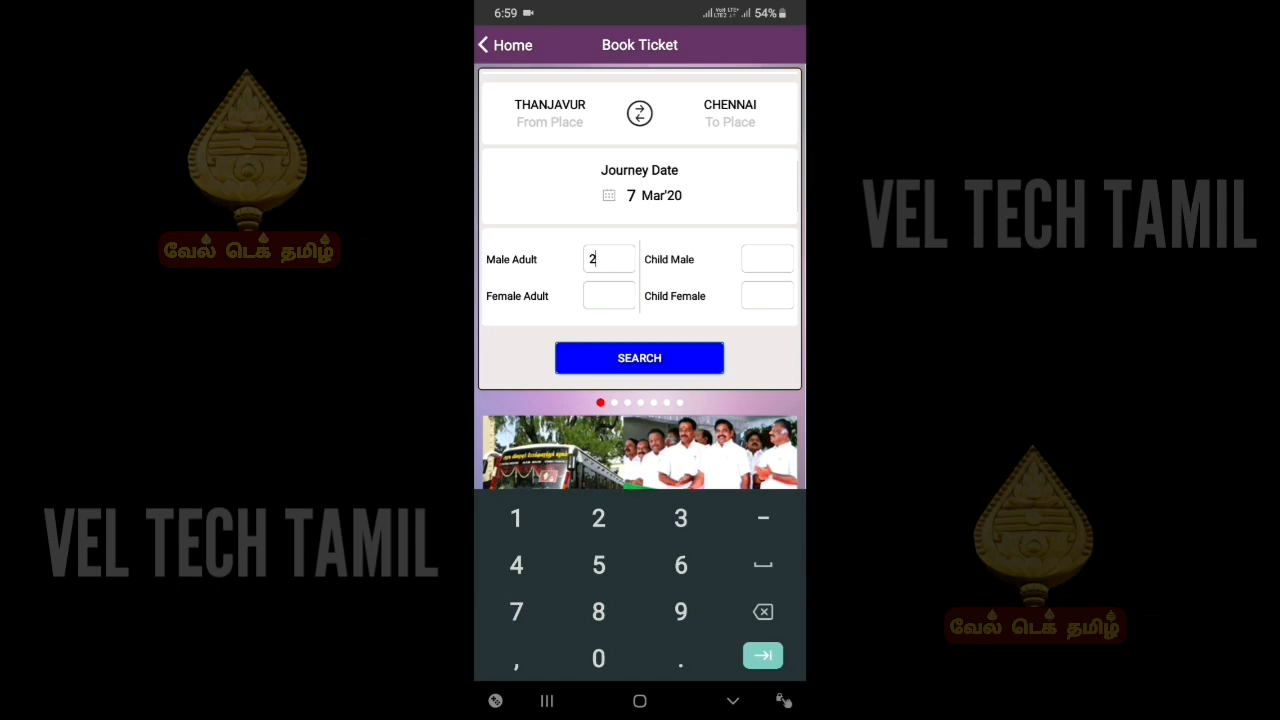 6:59
54%
Home
Book Ticket
THANJAVUR
CHENNAI
From Place
To Place
Journey Date
7 Mar'20
Male Adult
2
Child Male
Female Adult
Child Female
SEARCH
1 2 3 -
4 5 6
7 8 9
, 0 .
வேல் டெக் தமிழ்
VEL TECH TAMIL
VEL TECH TAMIL
வேல் டெக் தமிழ்